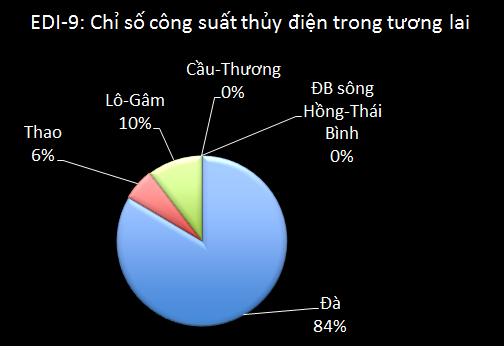 EDI-9: Chỉ số công suất thủy điện trong tương lai
Cầu-Thương
0%
ĐB sông
Hồng-Thái
Bình
0%
Lô-Gâm
10%
Thao
6%
Đà
84%